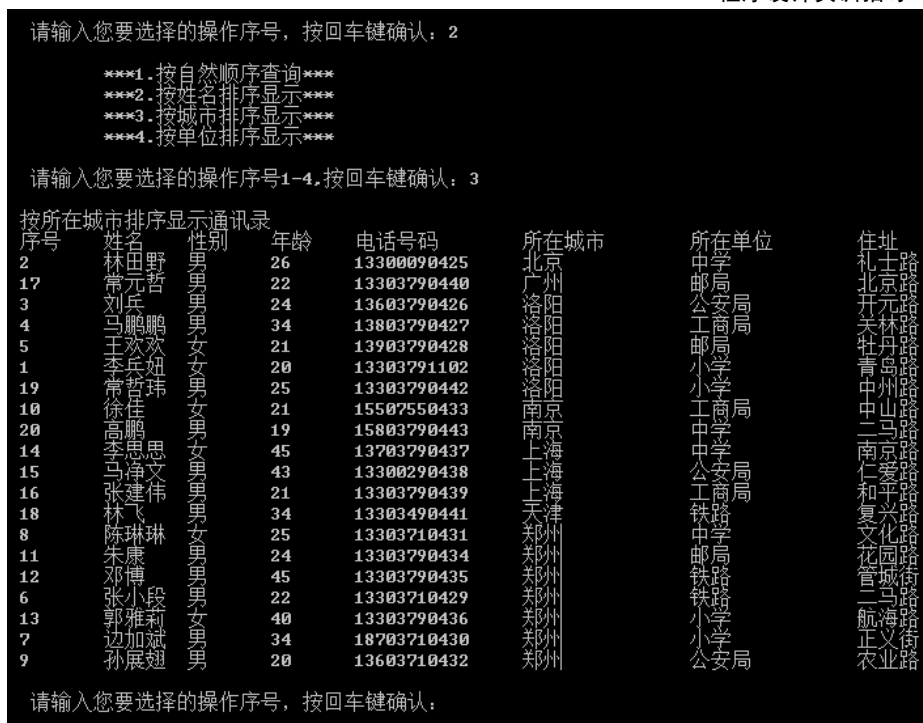 请输入您要选择的操作序号，按回车键确认：2
***1.按自然顺序查询***
***2.按姓名排序显示***
***3.按城市排序显示***
***4.按单位排序显示***
请输入您要选择的操作序号1-4,按回车键确认：3
按所在城市排序显示通讯录
序号 姓名 性别 年龄 电话号码 所在城市 所在单位 住址
2 林田野 男 26 13300090425 北京 中学 礼士路
17 常元哲 男 22 13303790440 广州 邮局 北京路
3 刘兵 男 24 13603790426 洛阳 公安局 开元路
4 马鹏鹏 男 34 13803790427 洛阳 工商局 关林路
5 王欢欢 女 21 13903790428 洛阳 邮局 牡丹路
1 李兵妞 女 20 13303791102 洛阳 小学 青岛路
19 常哲玮 男 25 13303790442 洛阳 小学 中州路
10 徐佳 女 21 15507550433 南京 工商局 中山路
20 高鹏 男 19 15803790443 南京 中学 二马路
14 李思思 女 45 13703790437 上海 中学 南京路
15 马净文 男 43 13300290438 上海 公安局 仁爱路
16 张建伟 男 21 13303790439 上海 工商局 和平路
18 林飞 男 34 13303490441 天津 铁路 复兴路
8 陈琳琳 女 25 13303710431 郑州 中学 文化路
11 朱康 男 24 13303790434 郑州 邮局 花园路
12 邓博 男 45 13303790435 郑州 铁路 管城街
6 张小段 男 22 13303710429 郑州 铁路 二马路
13 郭雅莉 女 40 13303790436 郑州 小学 航海路
7 边加斌 男 34 18703710430 郑州 小学 正义街
9 孙展翅 男 20 13603710432 郑州 公安局 农业路
请输入您要选择的操作序号，按回车键确认：